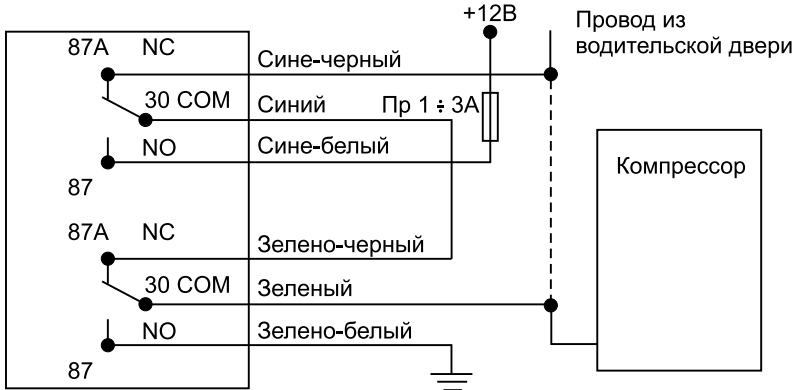 +12В
Провод из
водительской двери
87A NC
Сине-черный
30 COM
Синий
Пр 1 ÷ 3А
NO
Сине-белый
87
Компрессор
87A NC
Зелено-черный
30 COM
Зеленый
NO
Зелено-белый
87